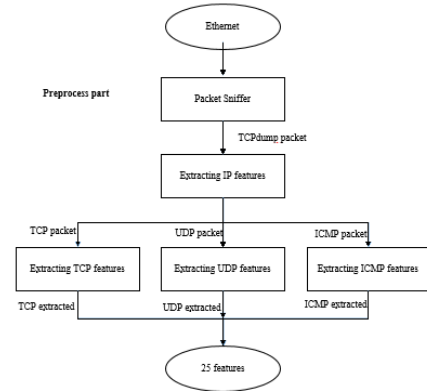 Ethernet
Preprocess part
Packet Sniffer
TCPdump packet
Extracting IP features
TCP packet
UDP packet
ICMP packet
Extracting TCP features
Extracting UDP features
Extracting ICMP features
TCP extracted
UDP extracted
ICMP extracted
25 features